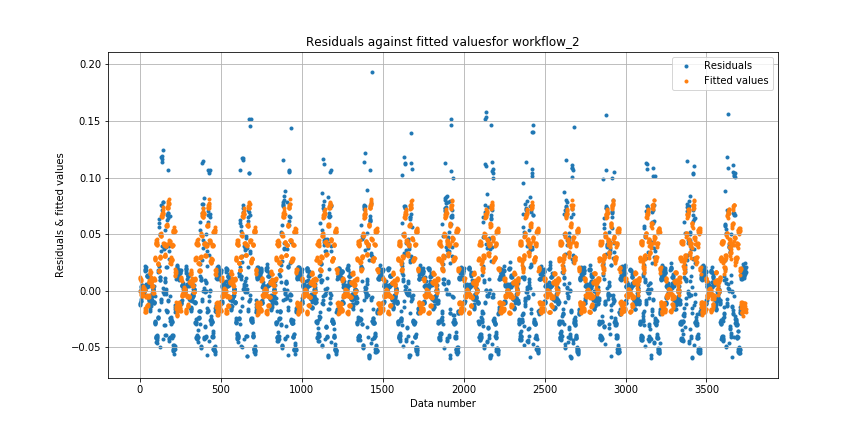 Residuals against fitted valuesfor workflow_2
Residuals
Fitted values
Residuals & fitted values
0.20
0.15
0.10
0.05
0.00
−0.05
0 500 1000 1500 2000 2500 3000 3500
Data number